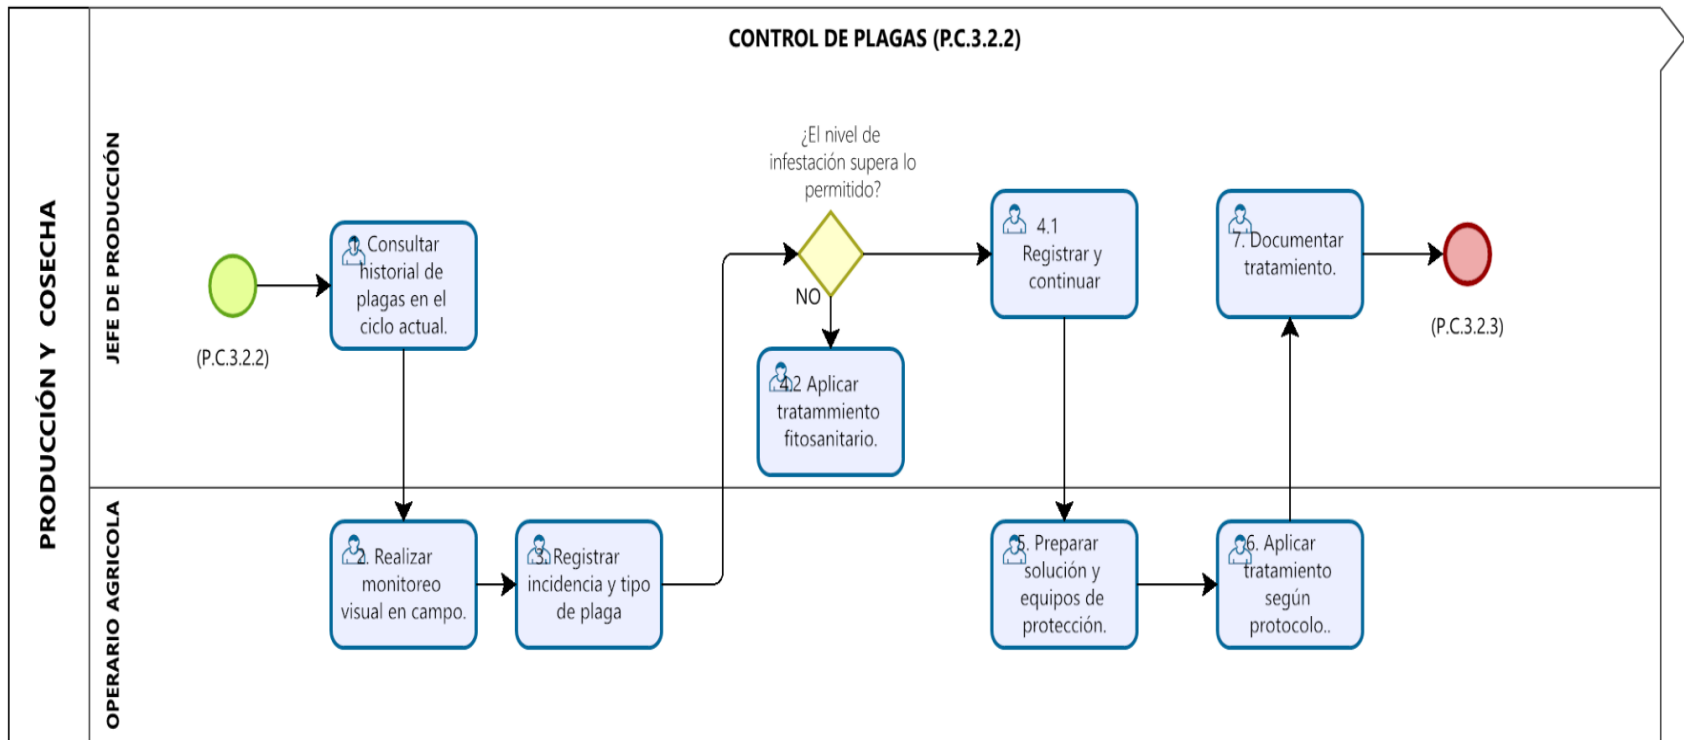 CONTROL DE PLAGAS (P.C.3.2.2)
PRODUCCIÓN Y COSECHA
JEFE DE PRODUCCIÓN
(P.C.3.2.2)
1. Consultar
historial de
plagas en el
ciclo actual.
¿El nivel de
infestación supera lo
permitido?
NO
4.2 Aplicar
tratammiento
fitosanitario.
4.1
Registrar y
continuar
7. Documentar
tratamiento.
(P.C.3.2.3)
OPERARIO AGRICOLA
2. Realizar
monitoreo
visual en campo.
3. Registrar
incidencia y tipo
de plaga
5. Preparar
solución y
equipos de
protección.
6. Aplicar
tratamiento
según
protocolo..